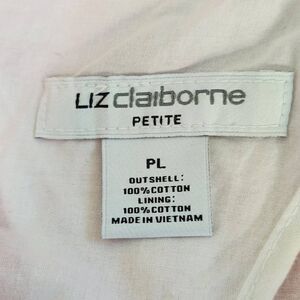 LIZ claiborne
PETITE
PL
OUTSHELL:
100% COTTON
LINING:
100% COTTON
MADE IN VIETNAM